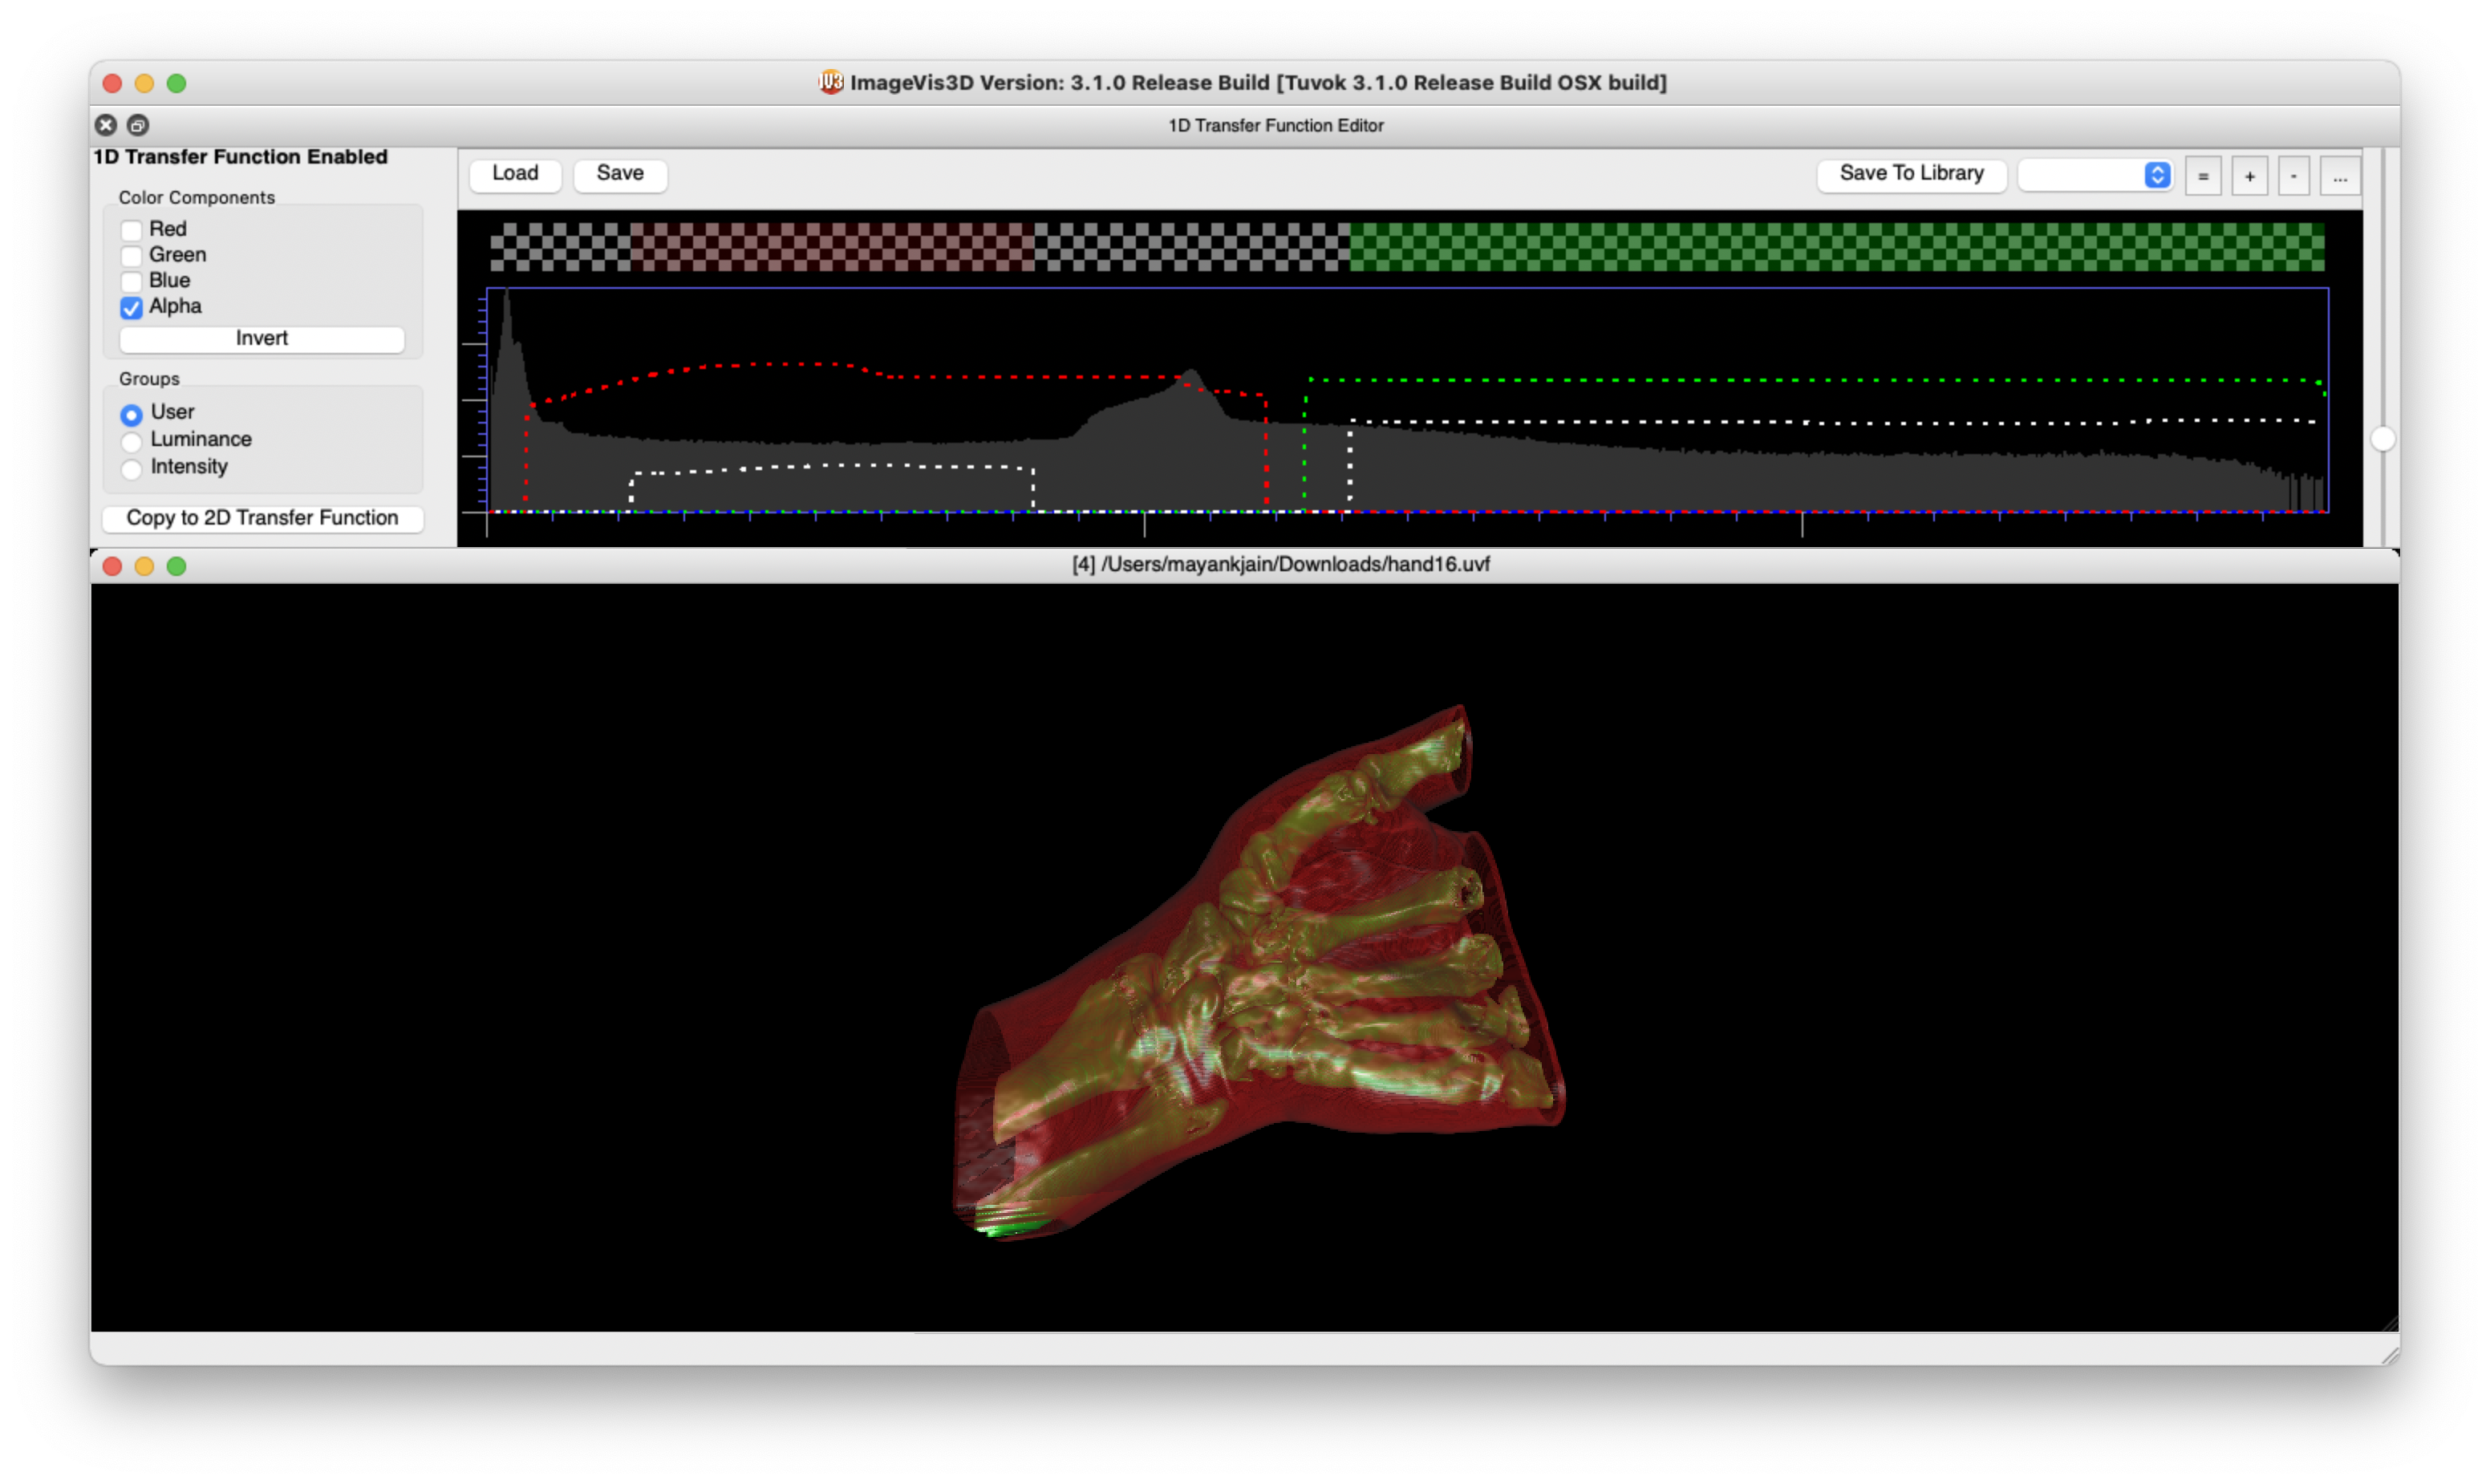 IV3 ImageVis3D Version: 3.1.0 Release Build [Tuvok 3.1.0 Release Build OSX build]
1D Transfer Function Editor
1D Transfer Function Enabled
Load
Save
Save To Library
=
+
-
...
Color Components
Red
Green
Blue
Alpha
Invert
Groups
User
Luminance
Intensity
Copy to 2D Transfer Function
[4] /Users/mayankjain/Downloads/hand16.uvf